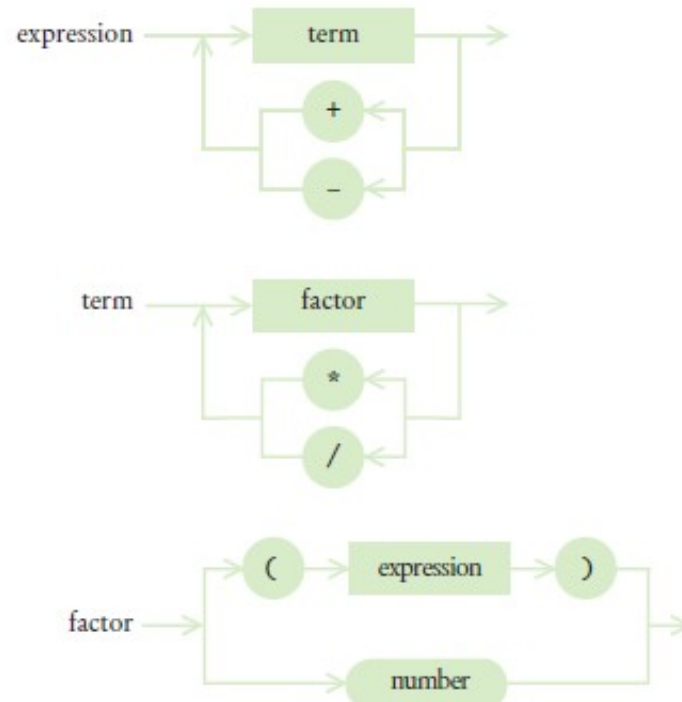 expression term
+
–
term factor
*
/
factor ( expression )
number